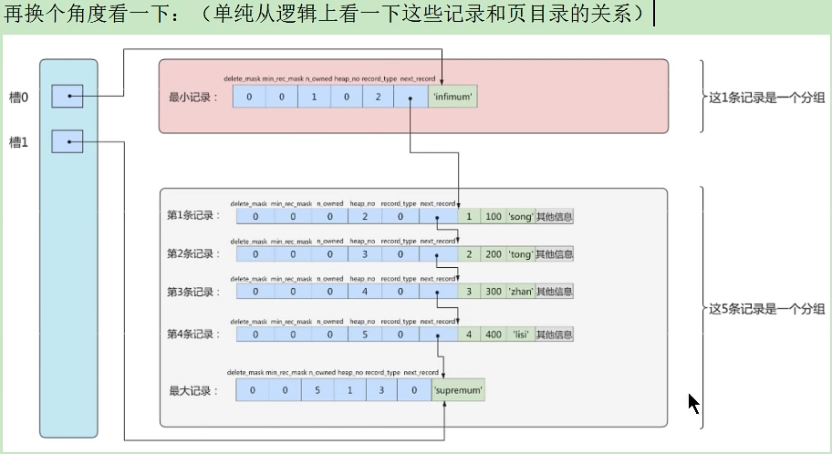 再换个角度看一下：（单纯从逻辑上看一下这些记录和页目录的关系）
槽0
槽1
delete_mask min_rec_mask n_owned heap_no record_type next_record
最小记录： 0 0 1 0 2 'infimum'
这1条记录是一个分组
delete_mask min_rec_mask n_owned heap_no record_type next_record
第1条记录： 0 0 0 2 0 1 100 'song' 其他信息
delete_mask min_rec_mask n_owned heap_no record_type next_record
第2条记录： 0 0 0 3 0 2 200 'tong' 其他信息
delete_mask min_rec_mask n_owned heap_no record_type next_record
第3条记录： 0 0 0 4 0 3 300 'zhan' 其他信息
这5条记录是一个分组
delete_mask min_rec_mask n_owned heap_no record_type next_record
第4条记录： 0 0 0 5 0 4 400 'lisi' 其他信息
delete_mask min_rec_mask n_owned heap_no record_type next_record
最大记录： 0 0 5 1 3 0 'supremum'